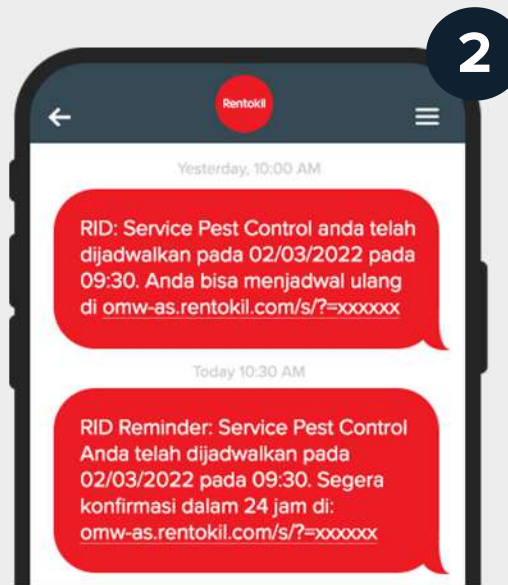 2
Rentokil
Yesterday, 10:00 AM
RID: Service Pest Control anda telah
dijadwalkan pada 02/03/2022 pada
09:30. Anda bisa menjadwal ulang
di omw-as.rentokil.com/s/?=xxxxxx
Today 10:30 AM
RID Reminder: Service Pest Control
Anda telah dijadwalkan pada
02/03/2022 pada 09:30. Segera
konfirmasi dalam 24 jam di:
omw-as.rentokil.com/s/?=xxxxxx